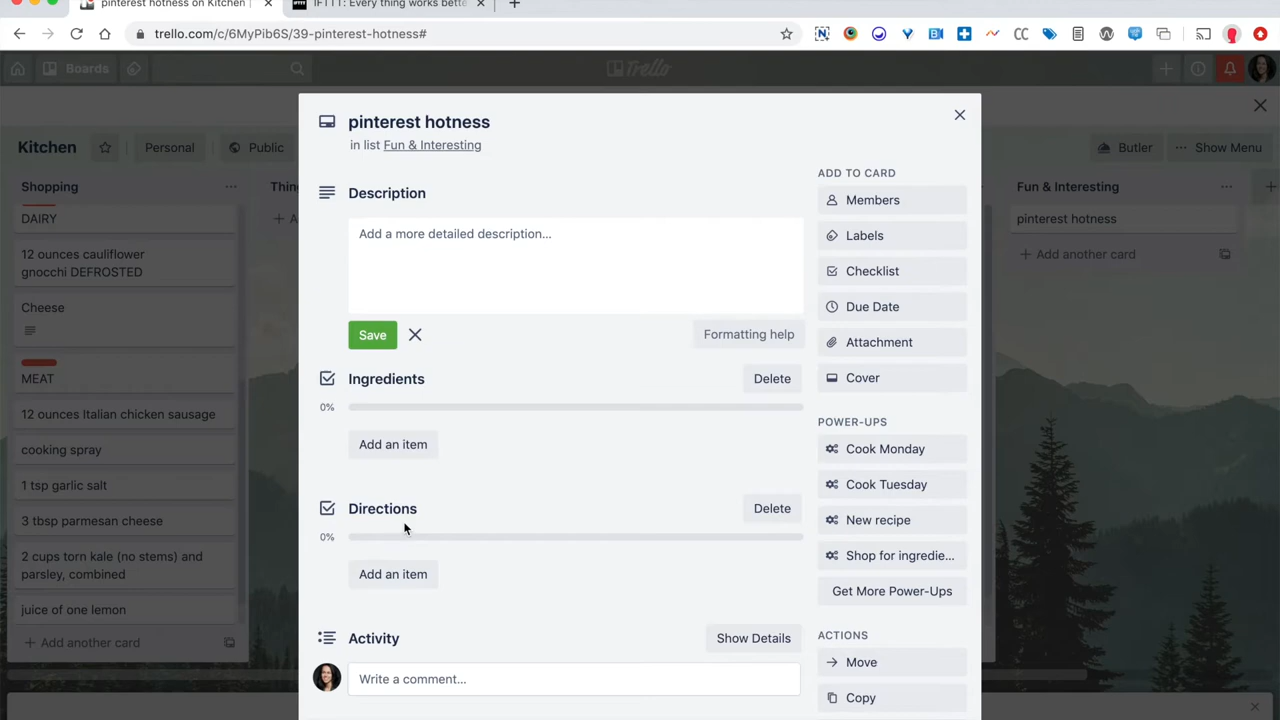 pinterest hotness on Kitchen
IFTTT: Every thing works bette
trello.com/c/6MyPib6S/39-pinterest-hotness#
Boards
Trello
Kitchen
Personal
Public
Butler
Show Menu
Shopping
DAIRY
12 ounces cauliflower
gnocchi DEFROSTED
Cheese
MEAT
12 ounces Italian chicken sausage
cooking spray
1 tsp garlic salt
3 tbsp parmesan cheese
2 cups torn kale (no stems) and
parsley, combined
juice of one lemon
Add another card
Thin
A
pinterest hotness
in list Fun & Interesting
Description
Add a more detailed description...
Save
Formatting help
Ingredients
Delete
0%
Add an item
Directions
Delete
0%
Add an item
Activity
Show Details
Write a comment...
ADD TO CARD
Members
Labels
Checklist
Due Date
Attachment
Cover
POWER-UPS
Cook Monday
Cook Tuesday
New recipe
Shop for ingredie...
Get More Power-Ups
ACTIONS
Move
Copy
Fun & Interesting
pinterest hotness
Add another card